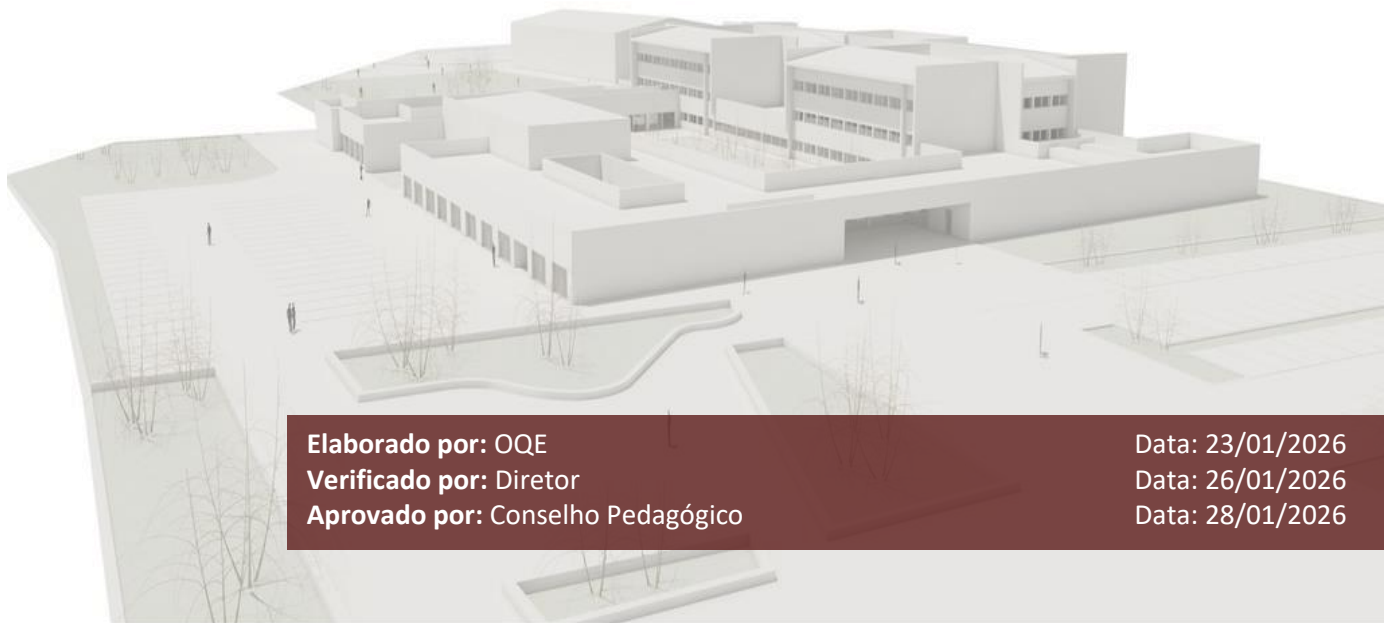 Elaborado por: OQE Data: 23/01/2026
Verificado por: Diretor Data: 26/01/2026
Aprovado por: Conselho Pedagógico Data: 28/01/2026